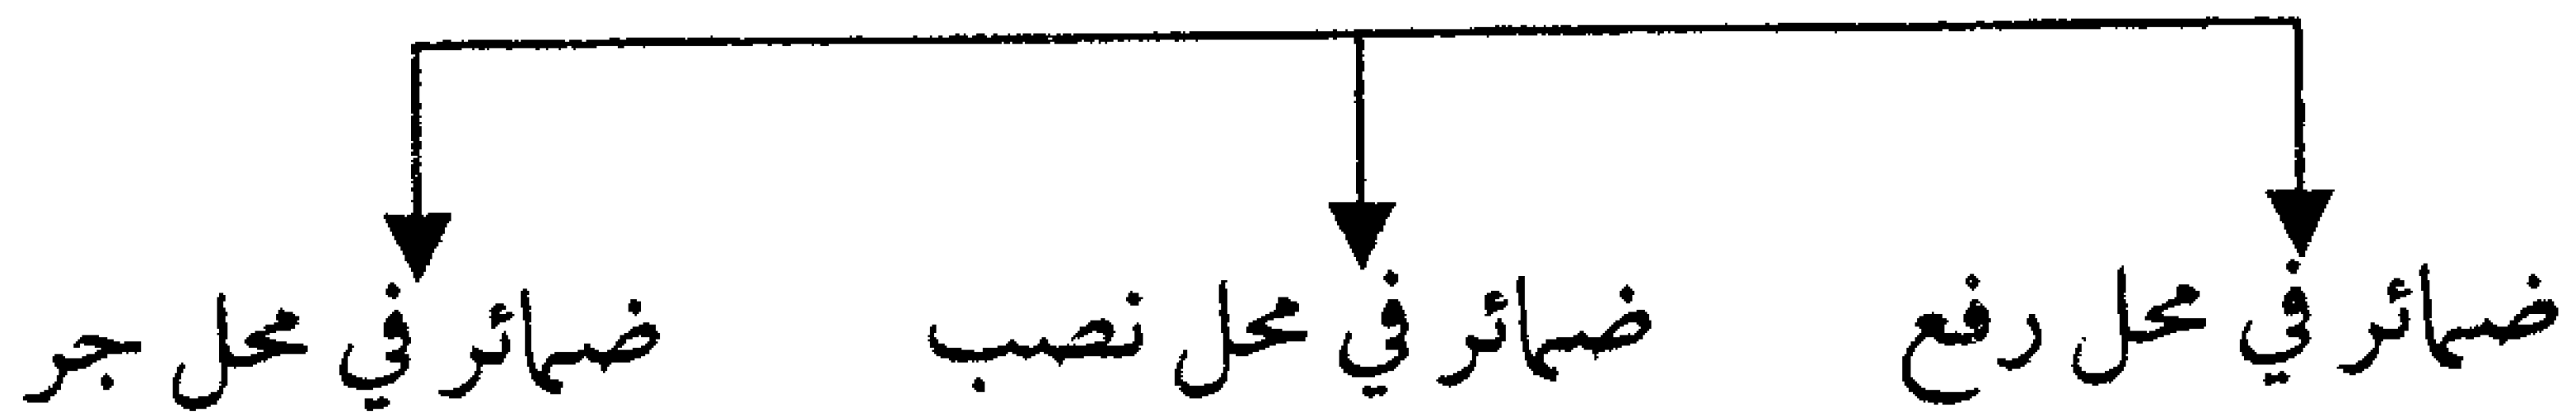 ضمائر في محل رفع ضمائر في محل نصب ضمائر في محل جر